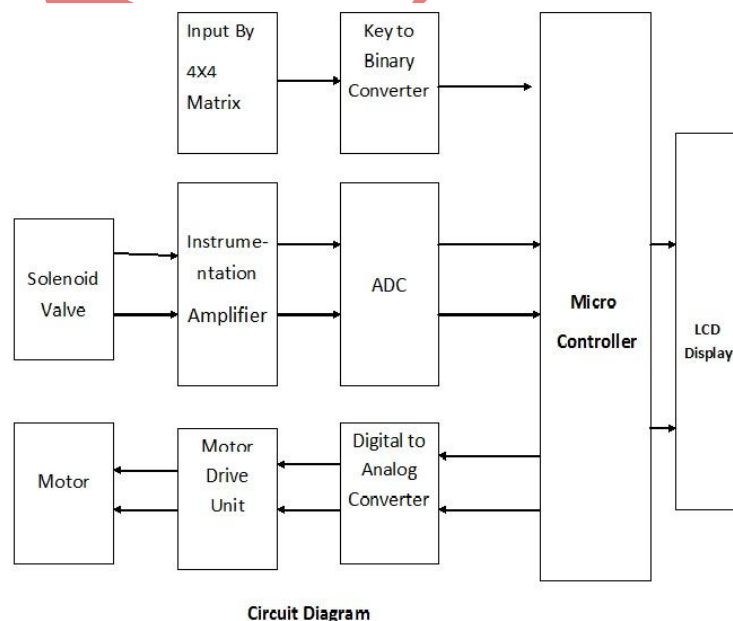 Input By
4X4
Matrix
Key to
Binary
Converter
Solenoid
Valve
Instrume-
ntation
Amplifier
ADC
Micro
Controller
LCD
Display
Motor
Motor
Drive
Unit
Digital to
Analog
Converter
Circuit Diagram